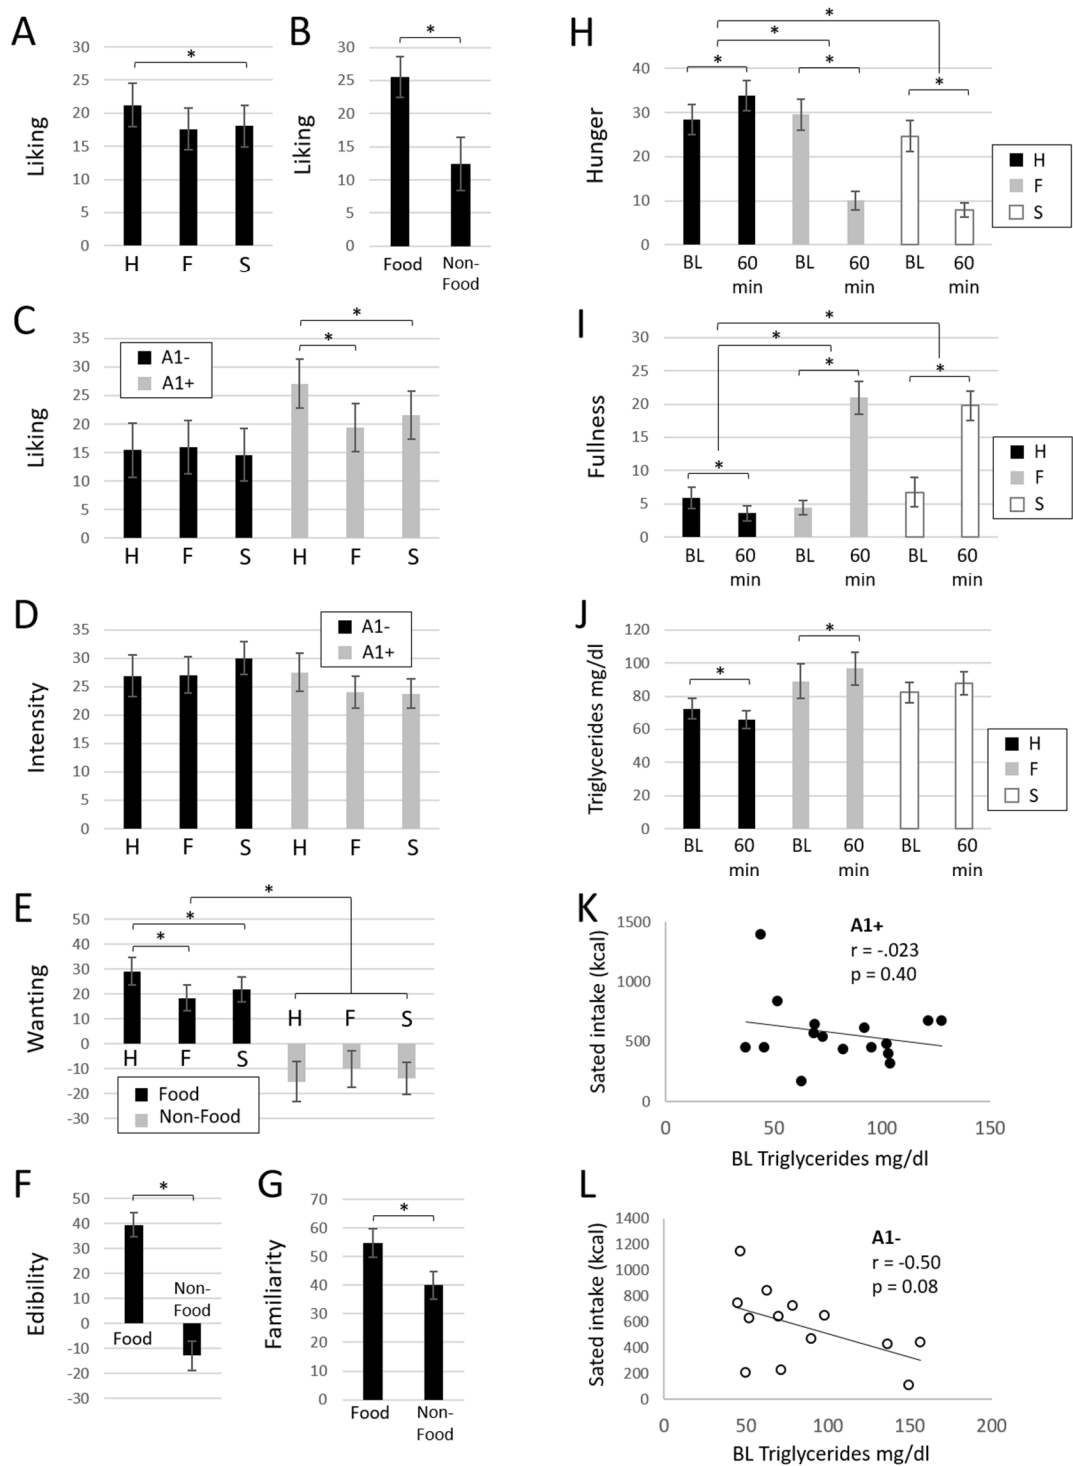 A
30
25
20
15
10
5
0
Liking
*
H F S
B
30
25
20
15
10
5
0
Liking
*
Food
Non-
Food
C
35
30
25
20
15
10
5
0
Liking
A1-
A1+
*
*
H F S H F S
D
35
30
25
20
15
10
5
0
Intensity
A1-
A1+
H F S H F S
E
50
40
30
20
10
0
-10
-20
-30
Wanting
*
*
*
H F S
H F S
Food
Non-Food
F
50
40
30
20
10
0
-10
-20
-30
Edibility
*
Non-
Food
Food
G
70
60
50
40
30
20
10
0
Familiarity
*
Food
Non-
Food
H
40
30
20
10
0
Hunger
*
*
* * *
H
F
S
BL 60 BL 60 BL 60
min min min
I
30
25
20
15
10
5
0
Fullness
*
*
* *
*
H
F
S
BL 60 BL 60 BL 60
min min min
J
120
100
80
60
40
20
0
Triglycerides mg/dl
*
*
H
F
S
BL 60 BL 60 BL 60
min min min
K
1500
1000
500
0
Sated intake (kcal)
A1+
r = -.023
p = 0.40
0 50 100 150
BL Triglycerides mg/dl
L
1400
1200
1000
800
600
400
200
0
Sated intake (kcal)
A1-
r = -0.50
p = 0.08
0 50 100 150 200
BL Triglycerides mg/dl